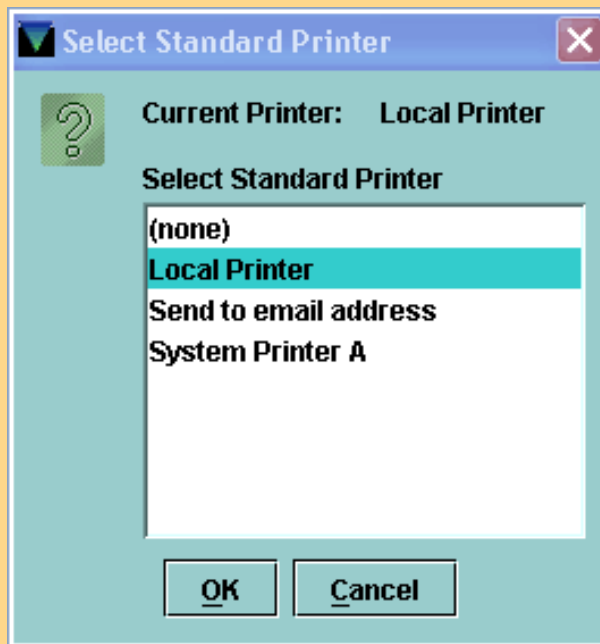 Select Standard Printer
Current Printer: Local Printer
Select Standard Printer
(none)
Local Printer
Send to email address
System Printer A
OK Cancel